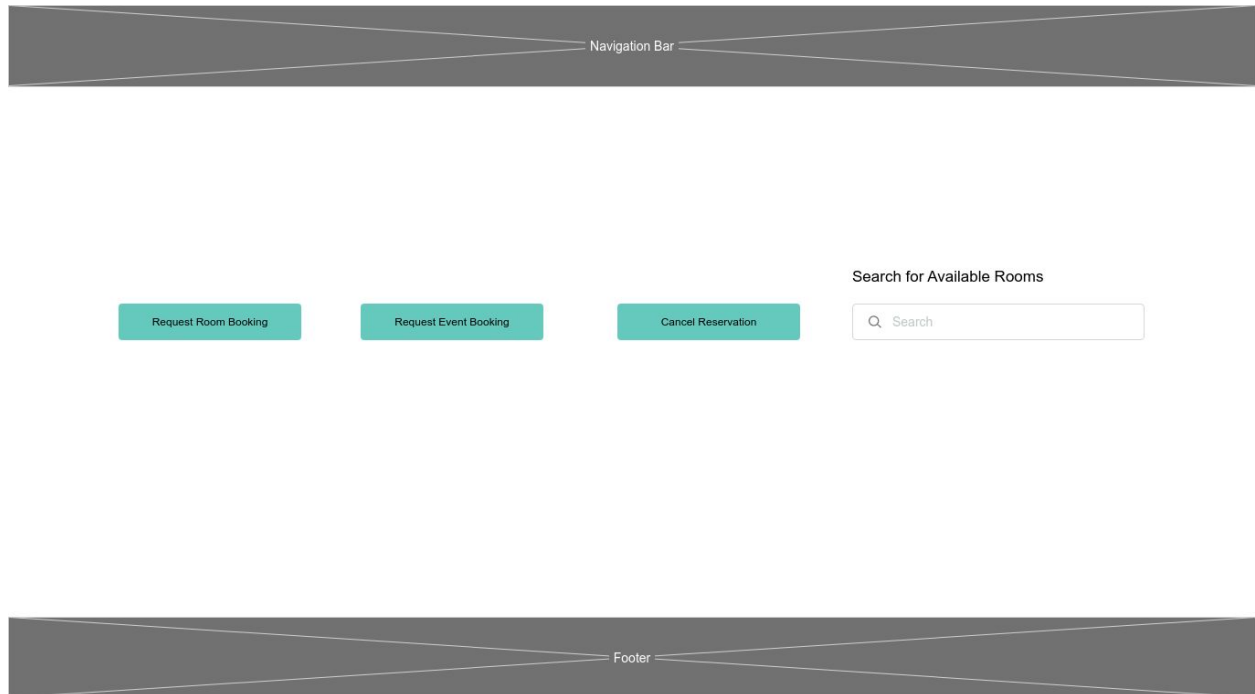 Navigation Bar
Search for Available Rooms
Request Room Booking
Request Event Booking
Cancel Reservation
Search
Footer